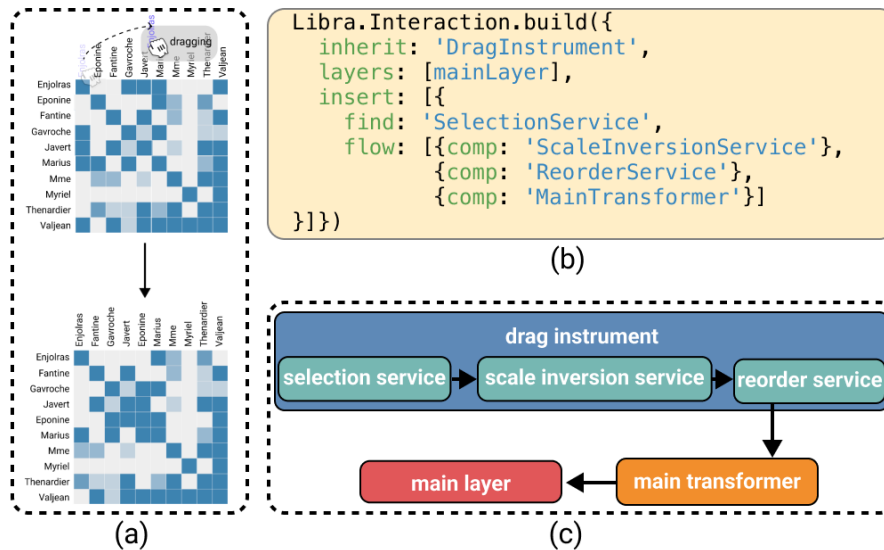 Enjolras
dragging
Enjolras
Eponine
Fantine
Gavroche
Javert
Marius
Mme
Myriel
Thenardier
Valjean
Enjolras
Eponine
Fantine
Gavroche
Javert
Marius
Mme
Myriel
Thenardier
Valjean
Enjolras
Fantine
Gavroche
Javert
Eponine
Marius
Mme
Myriel
Thenardier
Valjean
Enjolras
Fantine
Gavroche
Javert
Eponine
Marius
Mme
Myriel
Thenardier
Valjean
(a)
Libra.Interaction.build({
inherit: 'DragInstrument',
layers: [mainLayer],
insert: [{
find: 'SelectionService',
flow: [{comp: 'ScaleInversionService'},
{comp: 'ReorderService'},
{comp: 'MainTransformer'}]
}]})
(b)
drag instrument
selection service
scale inversion service
reorder service
main layer
main transformer
(c)